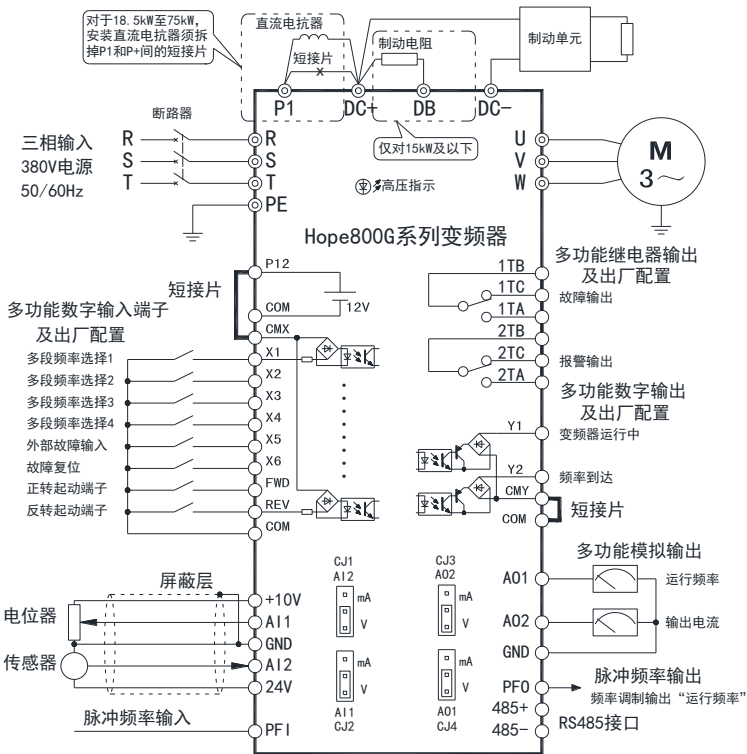 对于18.5kW至75kW，
安装直流电抗器须拆
掉P1和P+间的短接片
直流电抗器
短接片
制动电阻
制动单元
P1
DC+
DB
DC-
仅对15kW及以下
断路器
三相输入
380V电源
50/60Hz
R
S
T
R
S
T
PE
高压指示
U
V
W
M
3～
Hope800G系列变频器
短接片
P12
COM
CMX
12V
多功能数字输入端子
及出厂配置
多段频率选择1
多段频率选择2
多段频率选择3
多段频率选择4
外部故障输入
故障复位
正转起动端子
反转起动端子
X1
X2
X3
X4
X5
X6
FWD
REV
COM
多功能继电器输出
及出厂配置
1TB
1TC
1TA
故障输出
2TB
2TC
2TA
报警输出
多功能数字输出
及出厂配置
Y1
变频器运行中
Y2
频率到达
CMY
COM
短接片
屏蔽层
电位器
传感器
脉冲频率输入
+10V
AI1
GND
AI2
24V
PFI
CJ1
AI2
mA
V
mA
V
AI1
CJ2
CJ3
AO2
mA
V
mA
V
AO1
CJ4
多功能模拟输出
AO1
运行频率
AO2
输出电流
GND
PFO
脉冲频率输出
频率调制输出“运行频率”
485+
485-
RS485接口